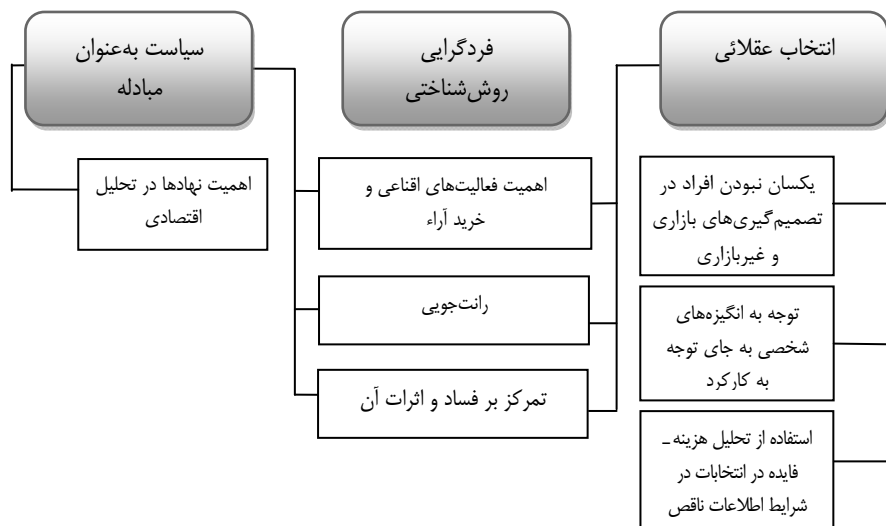 انتخاب عقلائی
فردگرایی
روش‌شناختی
سیاست به‌عنوان
مبادله
یکسان نبودن افراد در
تصمیم‌گیری‌های بازاری
و غیربازاری
توجه به انگیزه‌های
شخصی به جای توجه
به کارکرد
استفاده از تحلیل هزینه ـ
فایده در انتخابات در
شرایط اطلاعات ناقص
اهمیت فعالیت‌های اقناعی و
خرید آراء
رانت‌جویی
تمرکز بر فساد و اثرات آن
اهمیت نهادها در تحلیل
اقتصادی